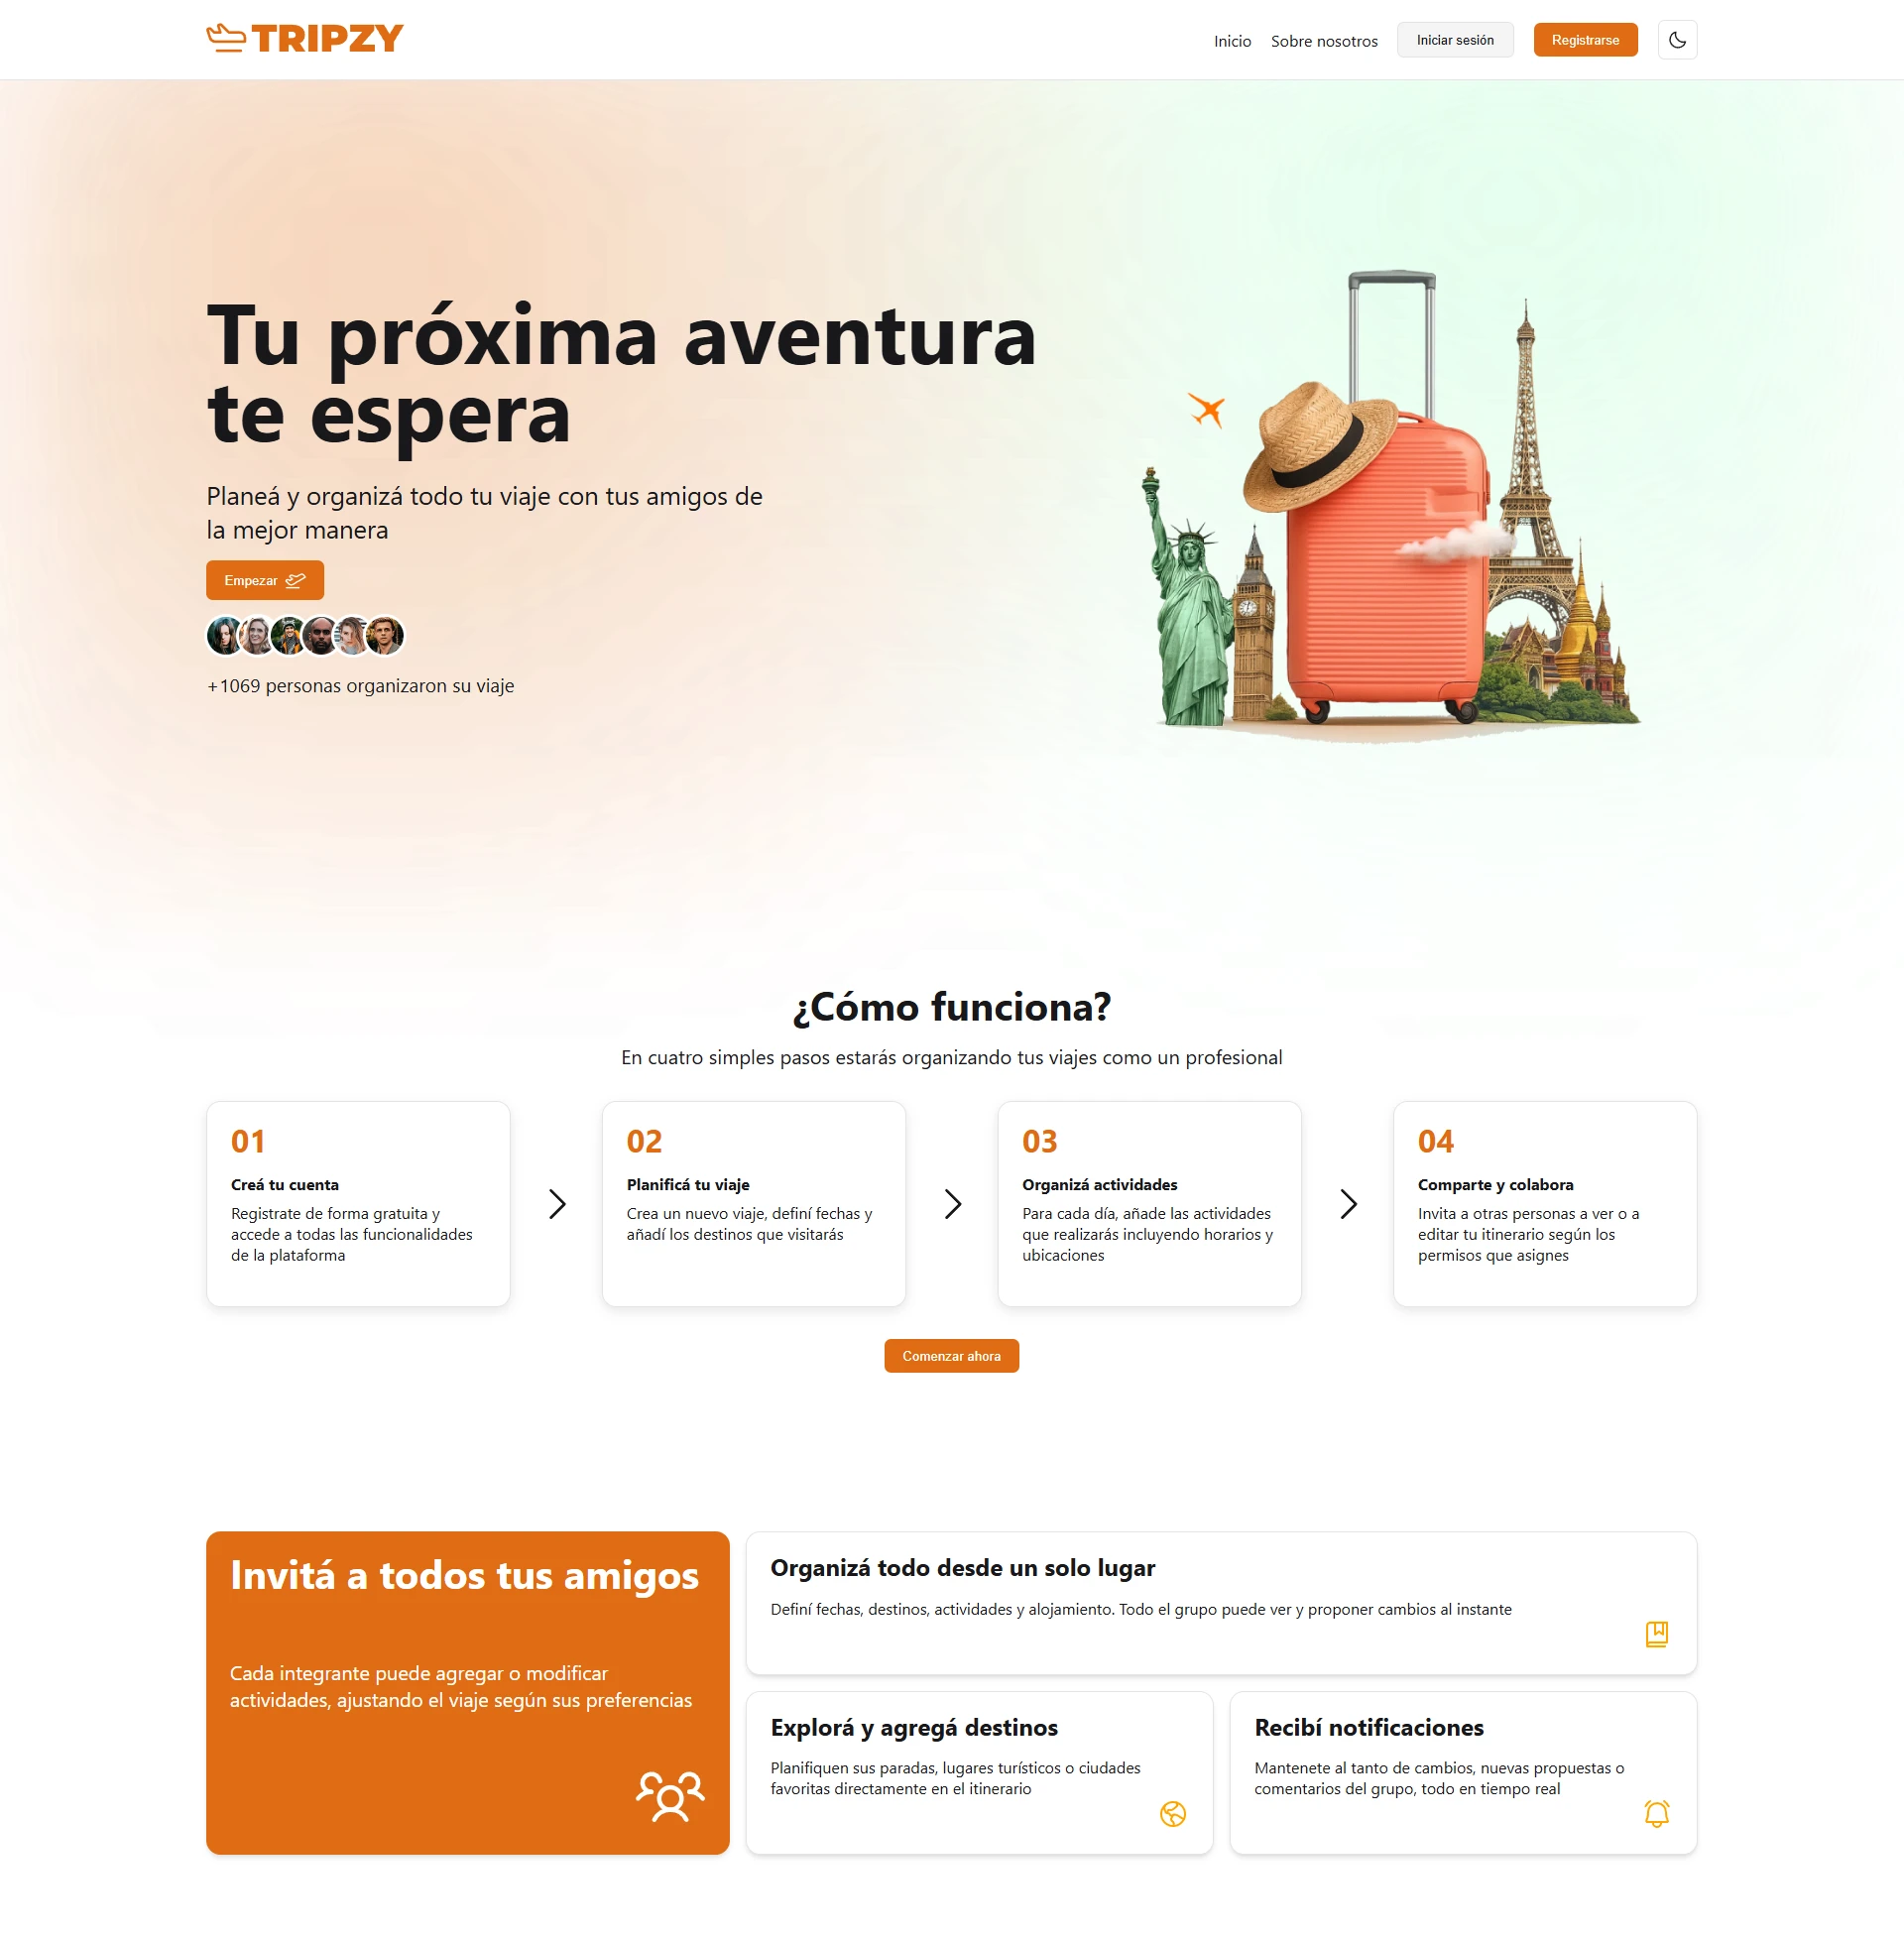 TRIPZY
Inicio
Sobre nosotros
Iniciar sesión
Registrarse
Tu próxima aventura
te espera
Planeá y organizá todo tu viaje con tus amigos de
la mejor manera
Empezar
+1069 personas organizaron su viaje
¿Cómo funciona?
En cuatro simples pasos estarás organizando tus viajes como un profesional
01
Creá tu cuenta
Registrate de forma gratuita y
accede a todas las funcionalidades
de la plataforma
02
Planificá tu viaje
Crea un nuevo viaje, definí fechas y
añadí los destinos que visitarás
03
Organizá actividades
Para cada día, añade las actividades
que realizarás incluyendo horarios y
ubicaciones
04
Comparte y colabora
Invita a otras personas a ver o a
editar tu itinerario según los
permisos que asignes
Comenzar ahora
Invitá a todos tus amigos
Cada integrante puede agregar o modificar
actividades, ajustando el viaje según sus preferencias
Organizá todo desde un solo lugar
Definí fechas, destinos, actividades y alojamiento. Todo el grupo puede ver y proponer cambios al instante
Explorá y agregá destinos
Planifiquen sus paradas, lugares turísticos o ciudades
favoritas directamente en el itinerario
Recibí notificaciones
Mantenete al tanto de cambios, nuevas propuestas o
comentarios del grupo, todo en tiempo real